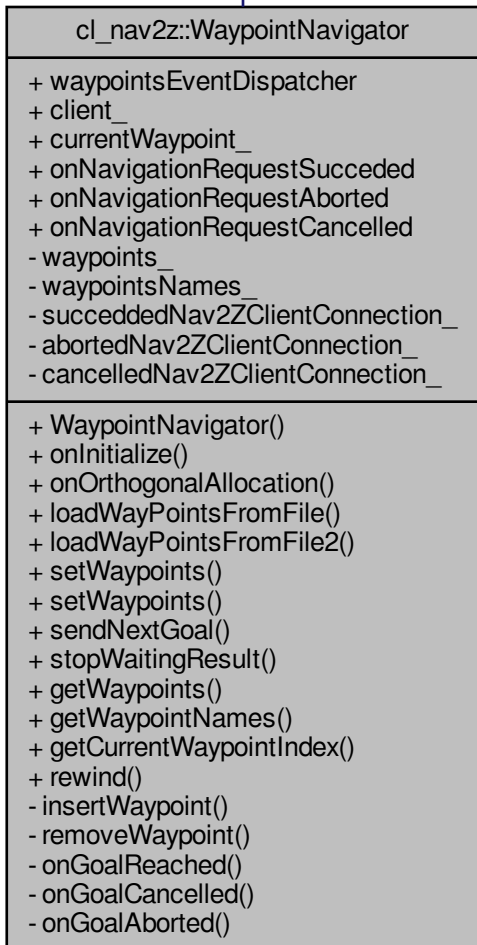 cl_nav2z::WaypointNavigator
+ waypointsEventDispatcher
+ client_
+ currentWaypoint_
+ onNavigationRequestSucceded
+ onNavigationRequestAborted
+ onNavigationRequestCancelled
- waypoints_
- waypointsNames_
- succeddedNav2ZClientConnection_
- abortedNav2ZClientConnection_
- cancelledNav2ZClientConnection_
+ WaypointNavigator()
+ onInitialize()
+ onOrthogonalAllocation()
+ loadWayPointsFromFile()
+ loadWayPointsFromFile2()
+ setWaypoints()
+ setWaypoints()
+ sendNextGoal()
+ stopWaitingResult()
+ getWaypoints()
+ getWaypointNames()
+ getCurrentWaypointIndex()
+ rewind()
- insertWaypoint()
- removeWaypoint()
- onGoalReached()
- onGoalCancelled()
- onGoalAborted()